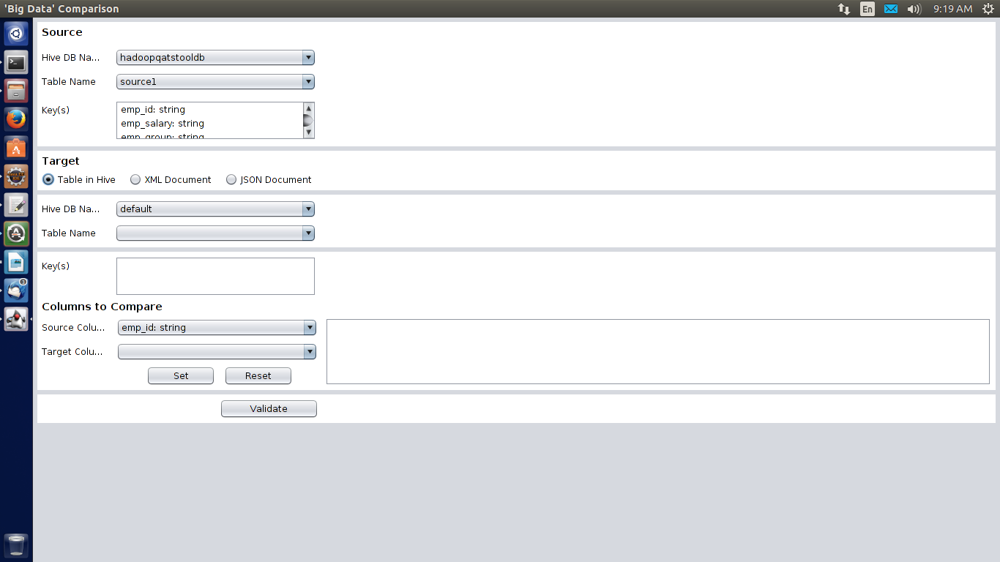 'Big Data' Comparison
En
9:19 AM
Source
Hive DB Na... hadoopqatstooldb
Table Name source1
Key(s) emp_id: string
emp_salary: string
emp_group: string
Target
Table in Hive XML Document JSON Document
Hive DB Na... default
Table Name
Key(s)
Columns to Compare
Source Colu... emp_id: string
Target Colu...
Set Reset
Validate